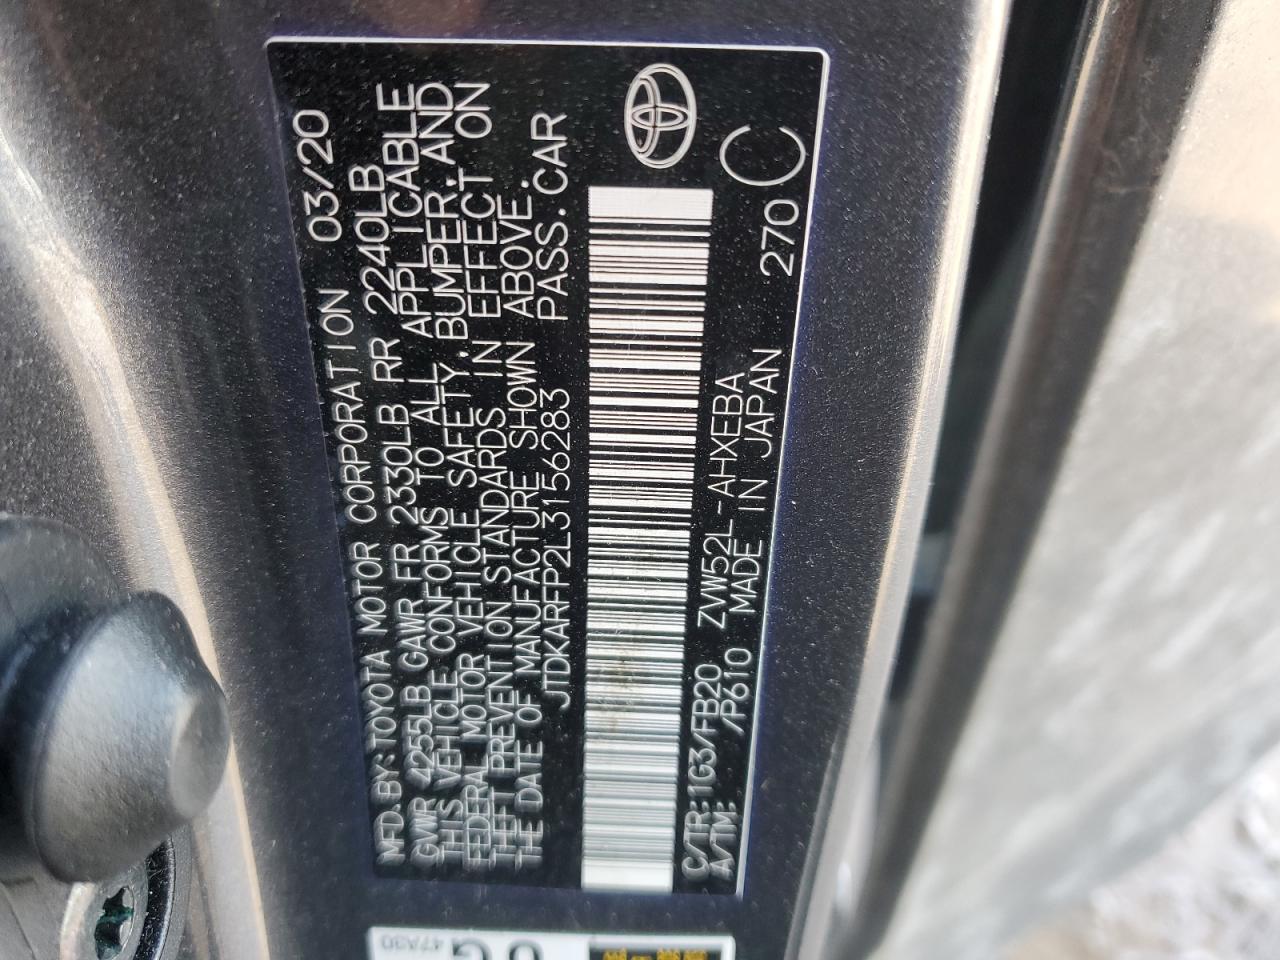 MFD. BY: TOYOTA MOTOR CORPORATION 03/20
GVWR 4255LB GAWR FR 2330LB RR 2240LB
THIS VEHICLE CONFORMS TO ALL APPLICABLE
FEDERAL MOTOR VEHICLE SAFETY, BUMPER, AND
THEFT PREVENTION STANDARDS IN EFFECT ON
THE DATE OF MANUFACTURE SHOWN ABOVE.
JTDKARFP2L3156283 PASS. CAR
C/TR: 1G3/FB20 ZVW52L-AHXEBA 270 C
A/TM: /P610 MADE IN JAPAN
47A30